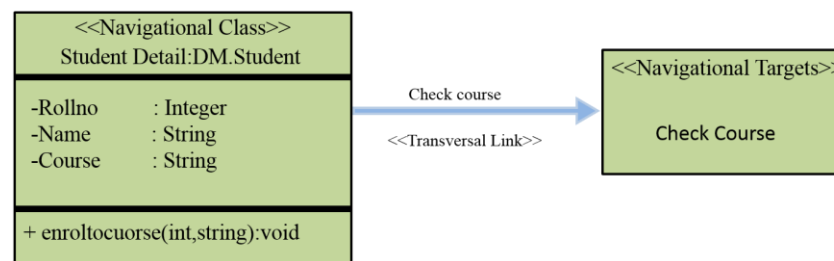 <<Navigational Class>>
Student Detail:DM.Student
-Rollno : Integer
-Name : String
-Course : String
+ enroltocuorse(int,string):void
Check course
<<Transversal Link>>
<<Navigational Targets>>
Check Course